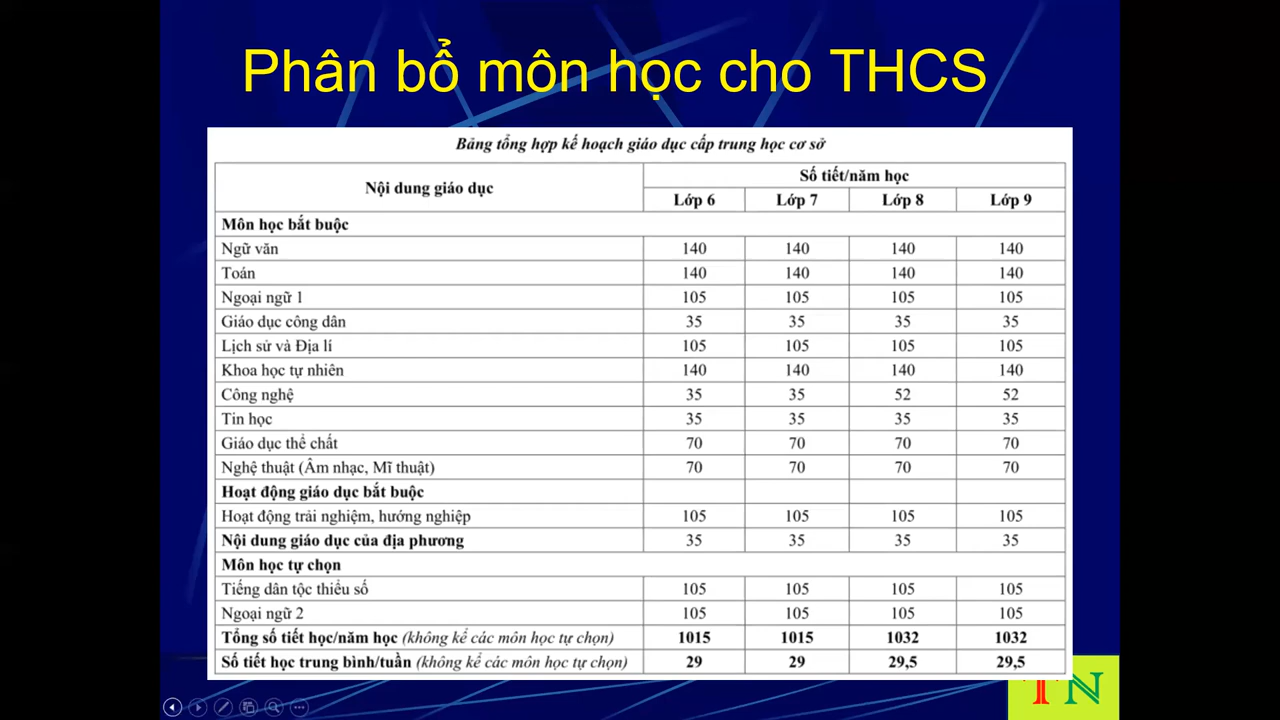 Phân bổ môn học cho THCS
Bảng tổng hợp kế hoạch giáo dục cấp trung học cơ sở
Nội dung giáo dục
Số tiết/năm học
Lớp 6 Lớp 7 Lớp 8 Lớp 9
Môn học bắt buộc
Ngữ văn 140 140 140 140
Toán 140 140 140 140
Ngoại ngữ 1 105 105 105 105
Giáo dục công dân 35 35 35 35
Lịch sử và Địa lí 105 105 105 105
Khoa học tự nhiên 140 140 140 140
Công nghệ 35 35 52 52
Tin học 35 35 35 35
Giáo dục thể chất 70 70 70 70
Nghệ thuật (Âm nhạc, Mĩ thuật) 70 70 70 70
Hoạt động giáo dục bắt buộc
Hoạt động trải nghiệm, hướng nghiệp 105 105 105 105
Nội dung giáo dục của địa phương 35 35 35 35
Môn học tự chọn
Tiếng dân tộc thiểu số 105 105 105 105
Ngoại ngữ 2 105 105 105 105
Tổng số tiết học/năm học (không kể các môn học tự chọn) 1015 1015 1032 1032
Số tiết học trung bình/tuần (không kể các môn học tự chọn) 29 29 29,5 29,5
TN